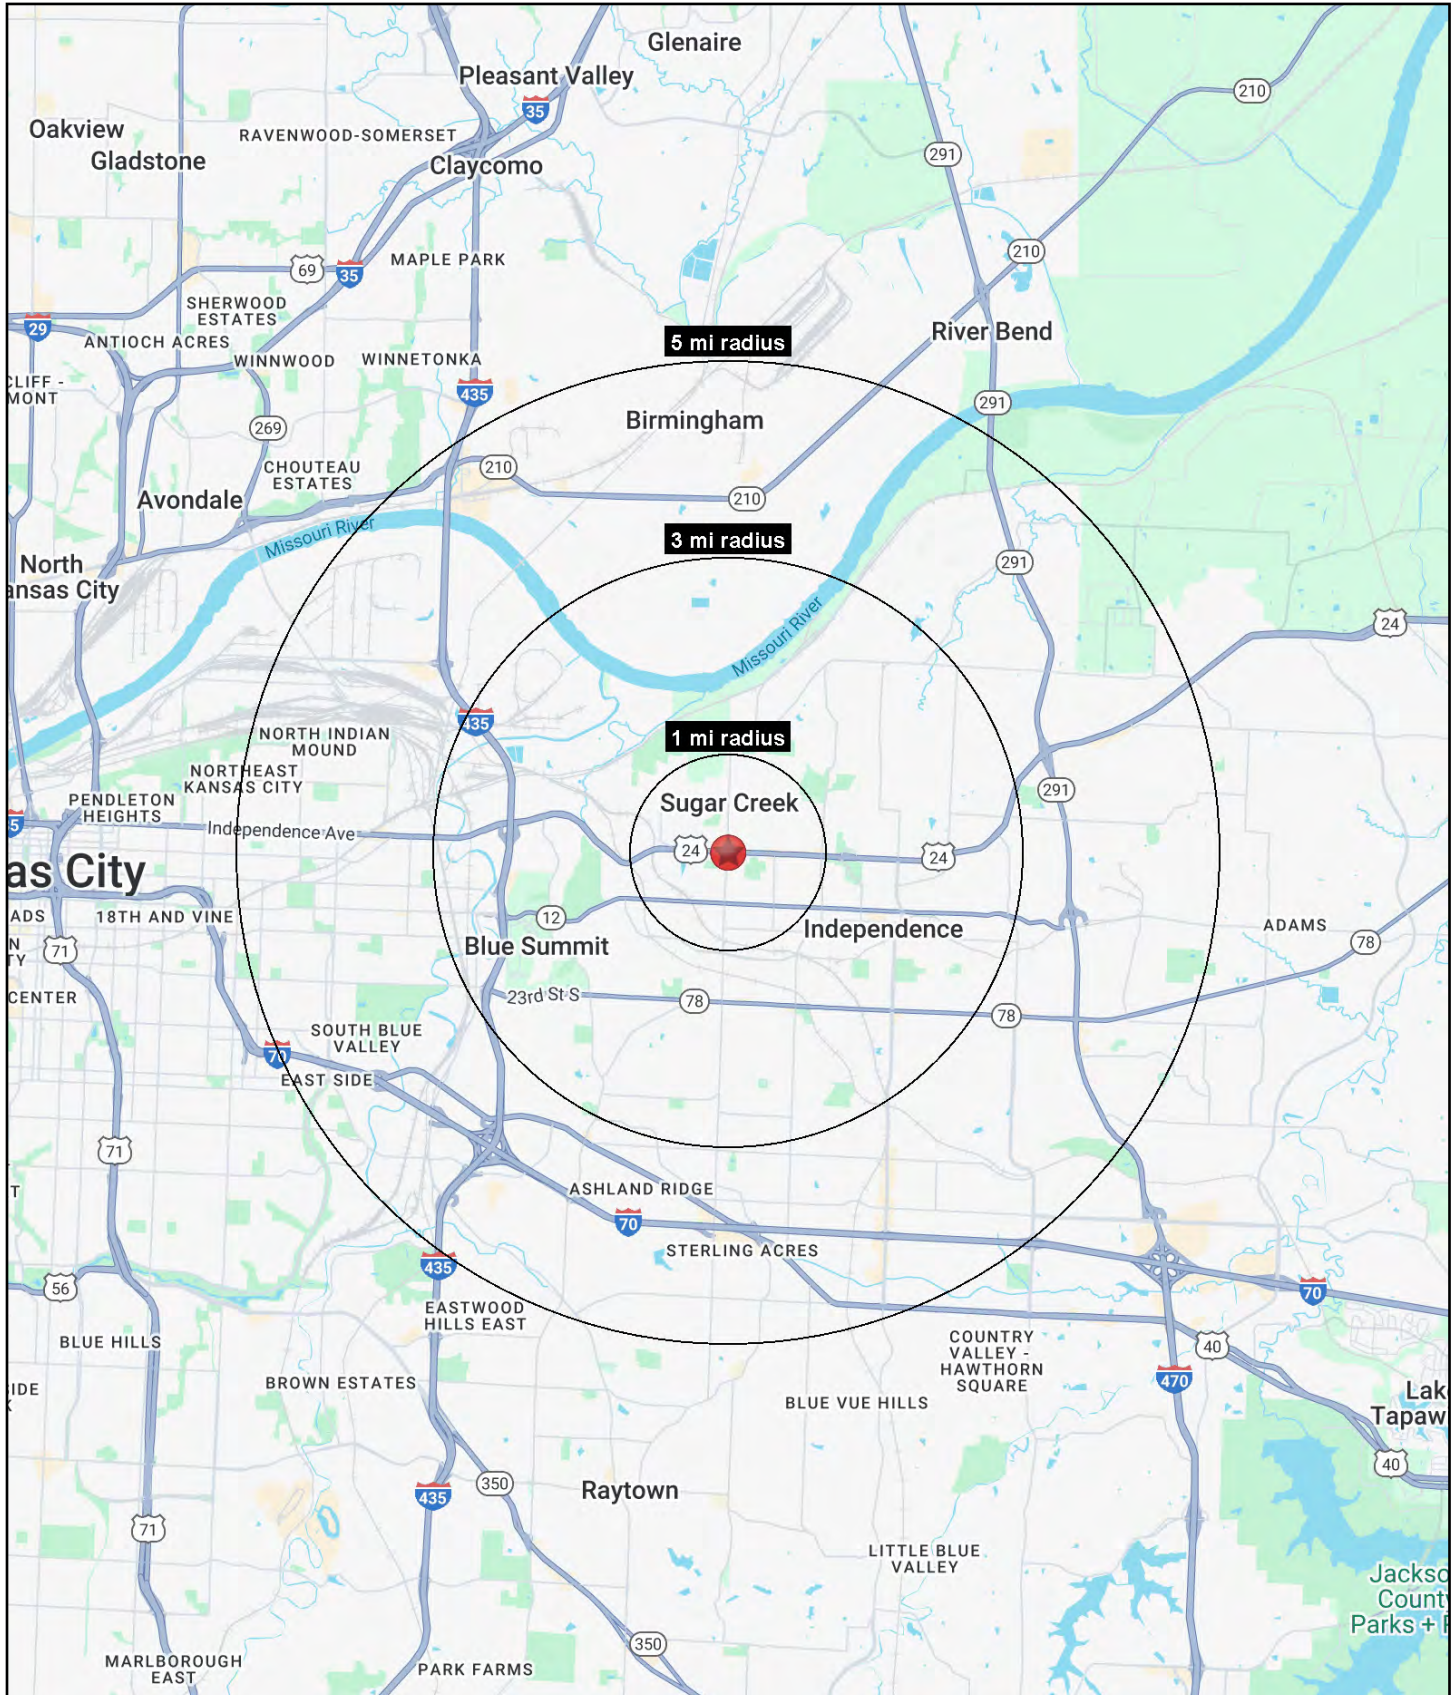 Glenaire
Pleasant Valley
35
210
Oakview
RAVENWOOD-SOMERSET
Gladstone
Claycomo
291
210
MAPLE PARK
69
35
SHERWOOD
ESTATES
29
ANTIOCH ACRES
5 mi radius
River Bend
WINNWOOD
WINNETONKA
CLIFF -
MONT
435
291
269
Birmingham
CHOUTEAU
ESTATES
210
Avondale
210
Missouri River
3 mi radius
291
North
ansas City
24
Missouri River
435
NORTH INDIAN
MOUND
1 mi radius
NORTHEAST
KANSAS CITY
291
PENDLETON
HEIGHTS
Sugar Creek
5
Independence Ave
24
24
as City
ADS
18TH AND VINE
12
Independence
ADAMS
71
N
TY
Blue Summit
78
CENTER
23rd St S
78
78
SOUTH BLUE
VALLEY
70
EAST SIDE
71
T
ASHLAND RIDGE
70
STERLING ACRES
435
56
70
EASTWOOD
HILLS EAST
BLUE HILLS
COUNTRY
VALLEY -
HAWTHORN
SQUARE
40
BROWN ESTATES
470
SIDE
K
BLUE VUE HILLS
Lak
Tapaw
40
350
Raytown
435
71
LITTLE BLUE
VALLEY
Jackso
County
Parks + R
350
MARLBOROUGH
EAST
PARK FARMS